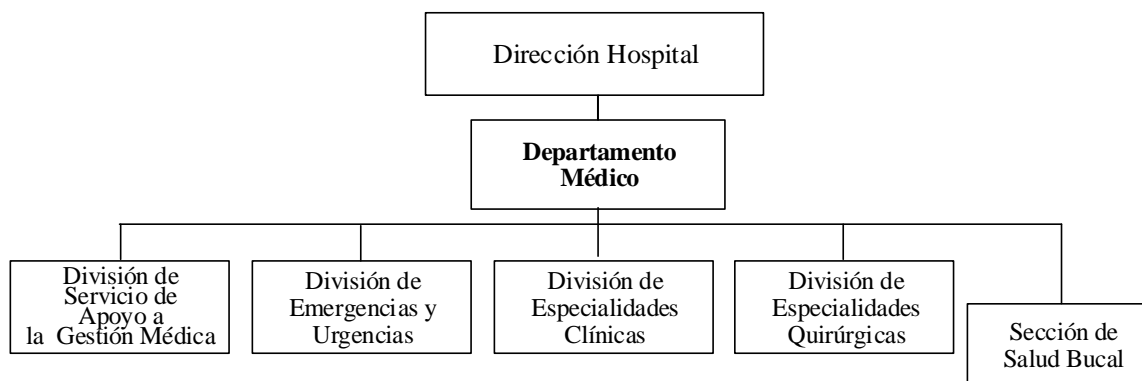 Dirección Hospital
Departamento
Médico
División de
Servicio de
Apoyo a
la Gestión Médica
División de
Emergencias y
Urgencias
División de
Especialidades
Clínicas
División de
Especialidades
Quirúrgicas
Sección de
Salud Bucal